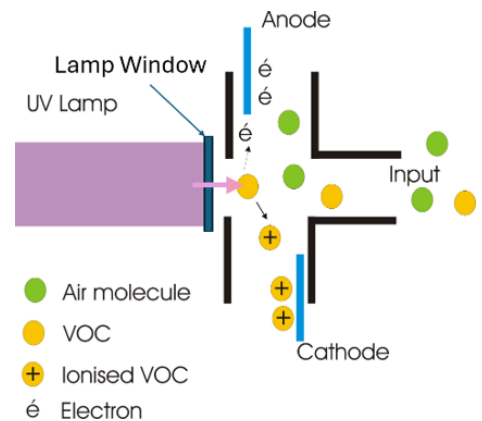 Anode
Lamp Window
UV Lamp
é
é
é
Input
+
+
+
Cathode
Air molecule
VOC
+ Ionised VOC
é Electron